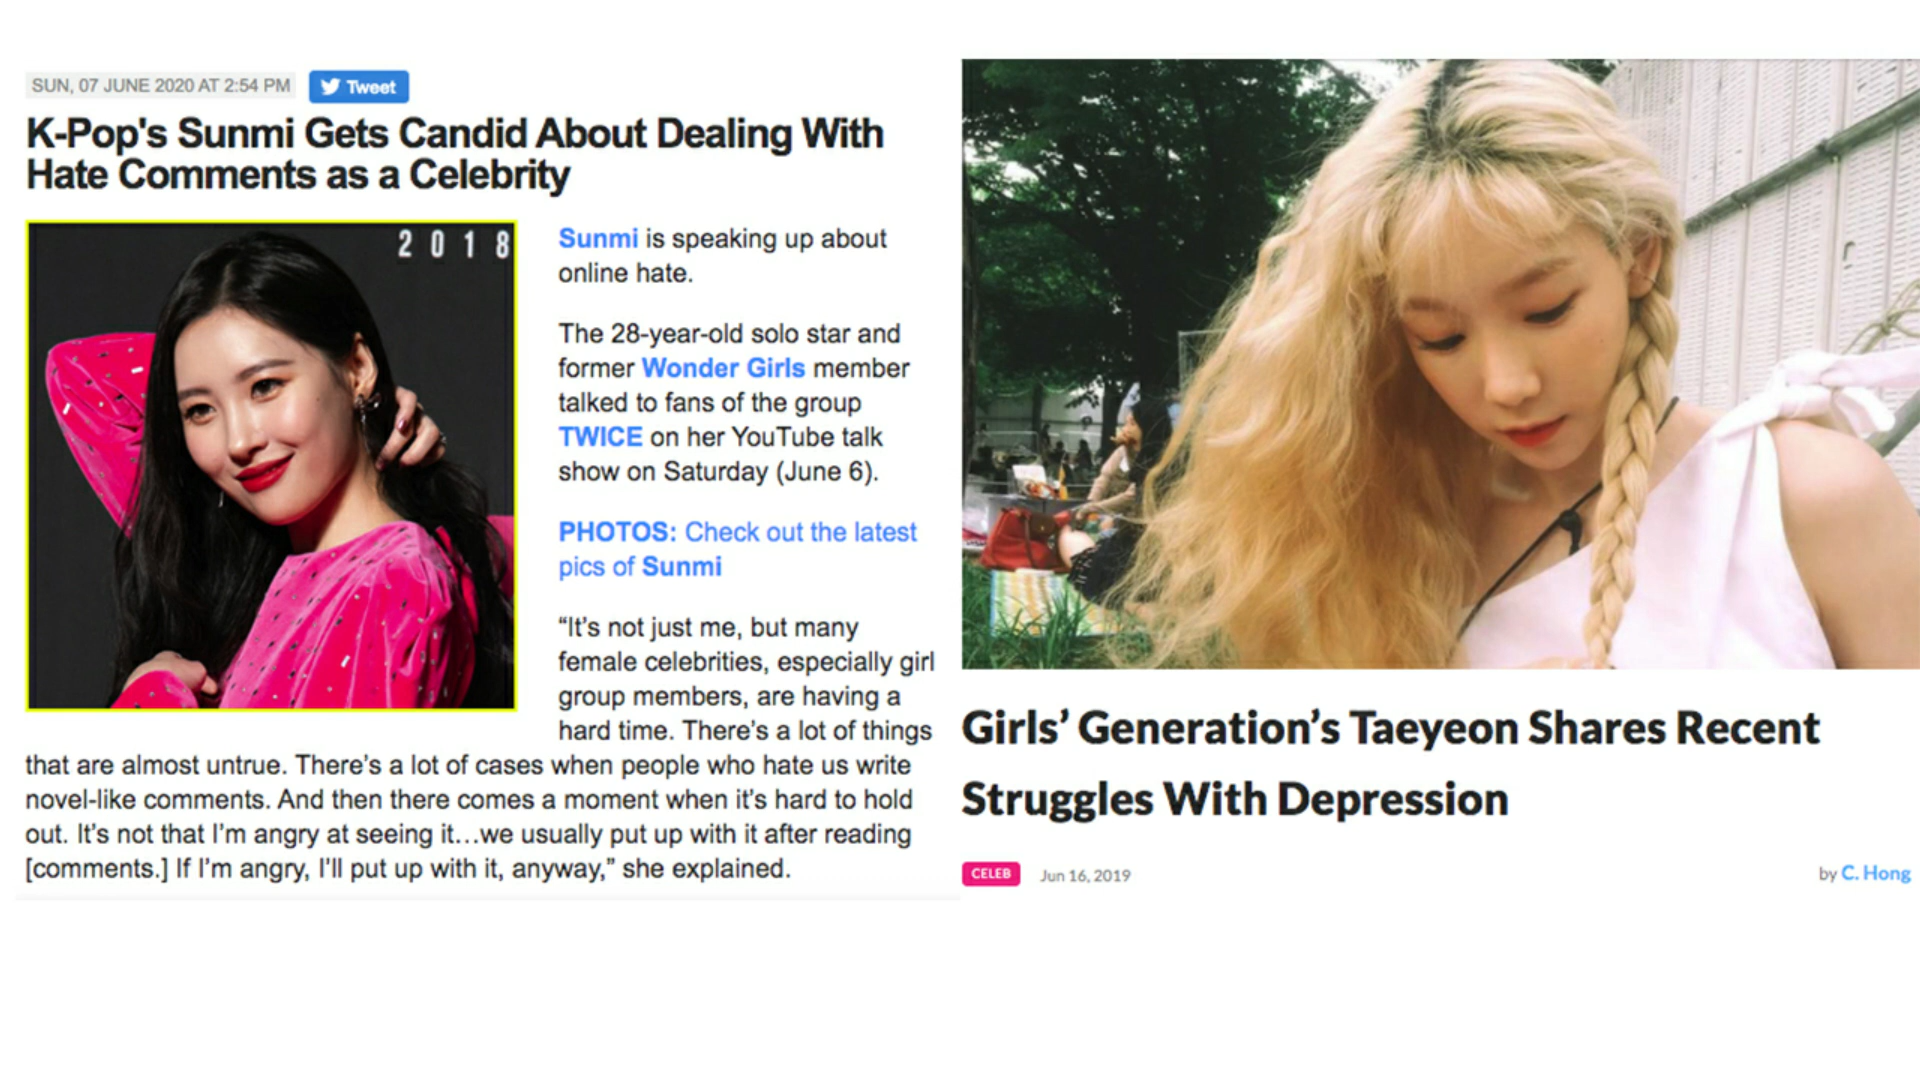 SUN, 07 JUNE 2020 AT 2:54 PM
Tweet
K-Pop's Sunmi Gets Candid About Dealing With
Hate Comments as a Celebrity
2018
Sunmi is speaking up about
online hate.
The 28-year-old solo star and
former Wonder Girls member
talked to fans of the group
TWICE on her YouTube talk
show on Saturday (June 6).
PHOTOS: Check out the latest
pics of Sunmi
“It’s not just me, but many
female celebrities, especially girl
group members, are having a
hard time. There’s a lot of things
that are almost untrue. There’s a lot of cases when people who hate us write
novel-like comments. And then there comes a moment when it’s hard to hold
out. It’s not that I’m angry at seeing it…we usually put up with it after reading
[comments.] If I’m angry, I’ll put up with it, anyway,” she explained.
Girls’ Generation’s Taeyeon Shares Recent
Struggles With Depression
CELEB
Jun 16, 2019
by C. Hong